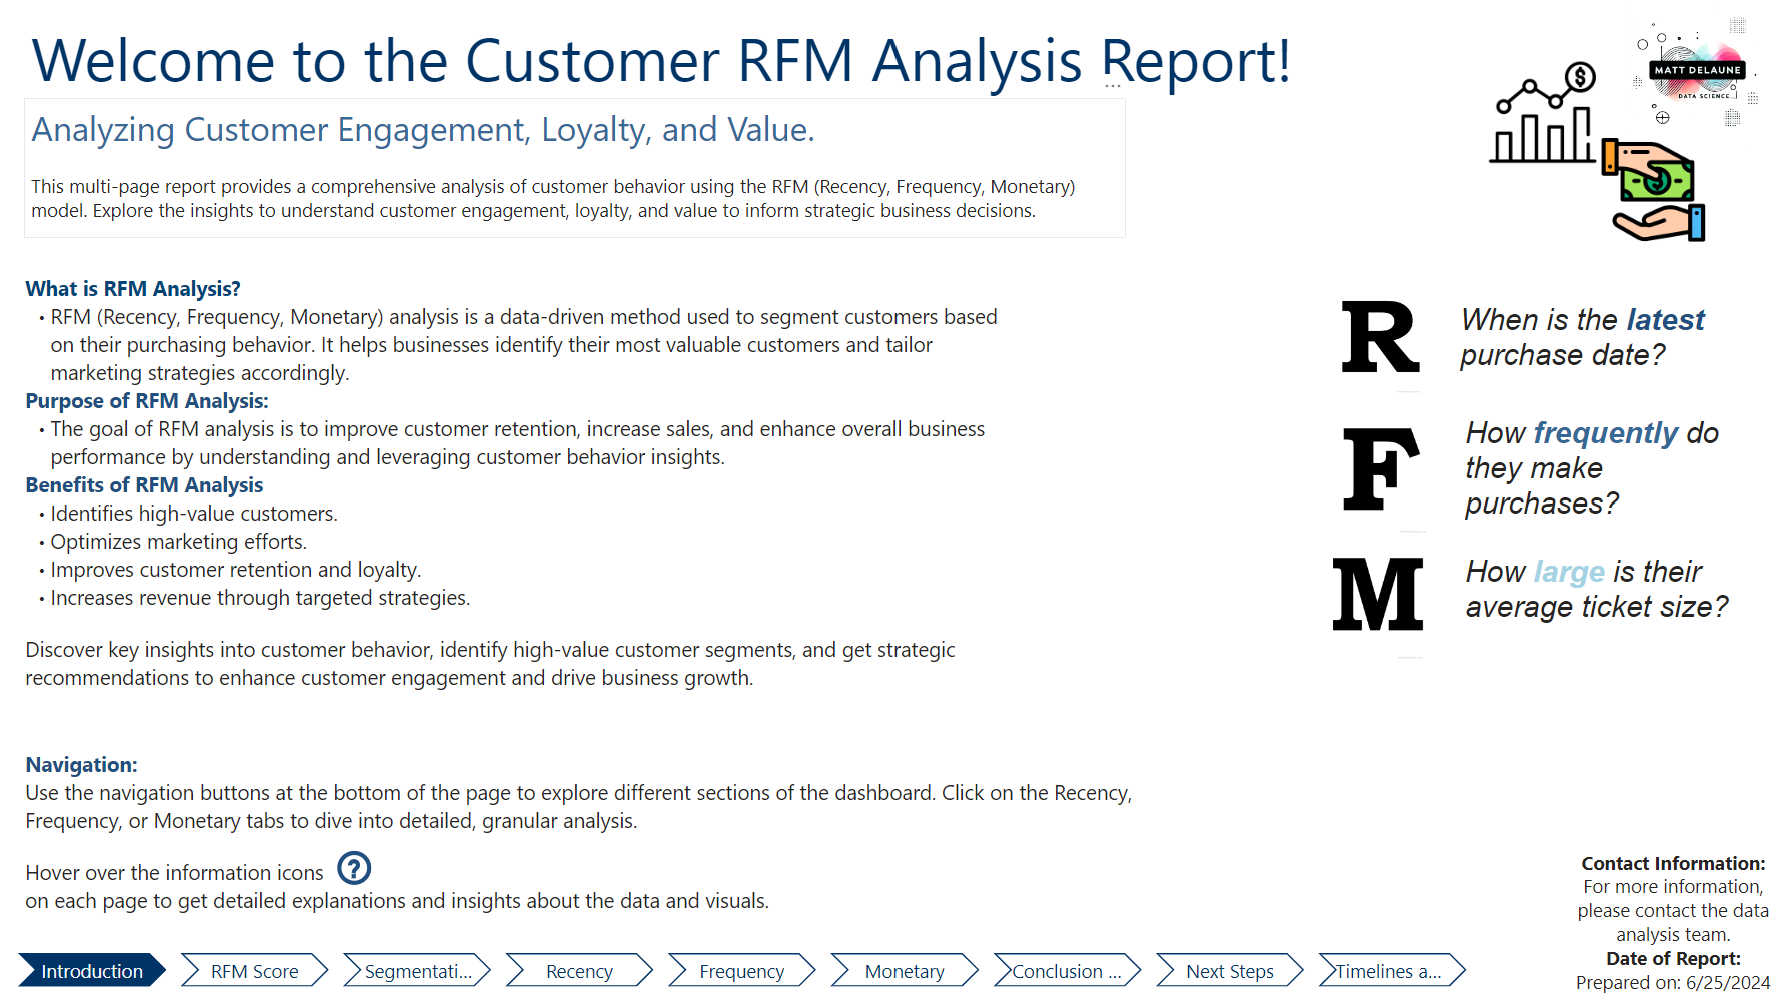 Welcome to the Customer RFM Analysis Report!
MATT DELAUNE
DATA SCIENCE
$
Analyzing Customer Engagement, Loyalty, and Value.
This multi-page report provides a comprehensive analysis of customer behavior using the RFM (Recency, Frequency, Monetary)
model. Explore the insights to understand customer engagement, loyalty, and value to inform strategic business decisions.
What is RFM Analysis?
• RFM (Recency, Frequency, Monetary) analysis is a data-driven method used to segment customers based
on their purchasing behavior. It helps businesses identify their most valuable customers and tailor
marketing strategies accordingly.
Purpose of RFM Analysis:
• The goal of RFM analysis is to improve customer retention, increase sales, and enhance overall business
performance by understanding and leveraging customer behavior insights.
Benefits of RFM Analysis
• Identifies high-value customers.
• Optimizes marketing efforts.
• Improves customer retention and loyalty.
• Increases revenue through targeted strategies.
Discover key insights into customer behavior, identify high-value customer segments, and get strategic
recommendations to enhance customer engagement and drive business growth.
R
When is the latest
purchase date?
F
How frequently do
they make
purchases?
M
How large is their
average ticket size?
Navigation:
Use the navigation buttons at the bottom of the page to explore different sections of the dashboard. Click on the Recency,
Frequency, or Monetary tabs to dive into detailed, granular analysis.
Hover over the information icons ?
on each page to get detailed explanations and insights about the data and visuals.
Contact Information:
For more information,
please contact the data
analysis team.
Date of Report:
Prepared on: 6/25/2024
Introduction
RFM Score
Segmentati...
Recency
Frequency
Monetary
Conclusion ...
Next Steps
Timelines a...